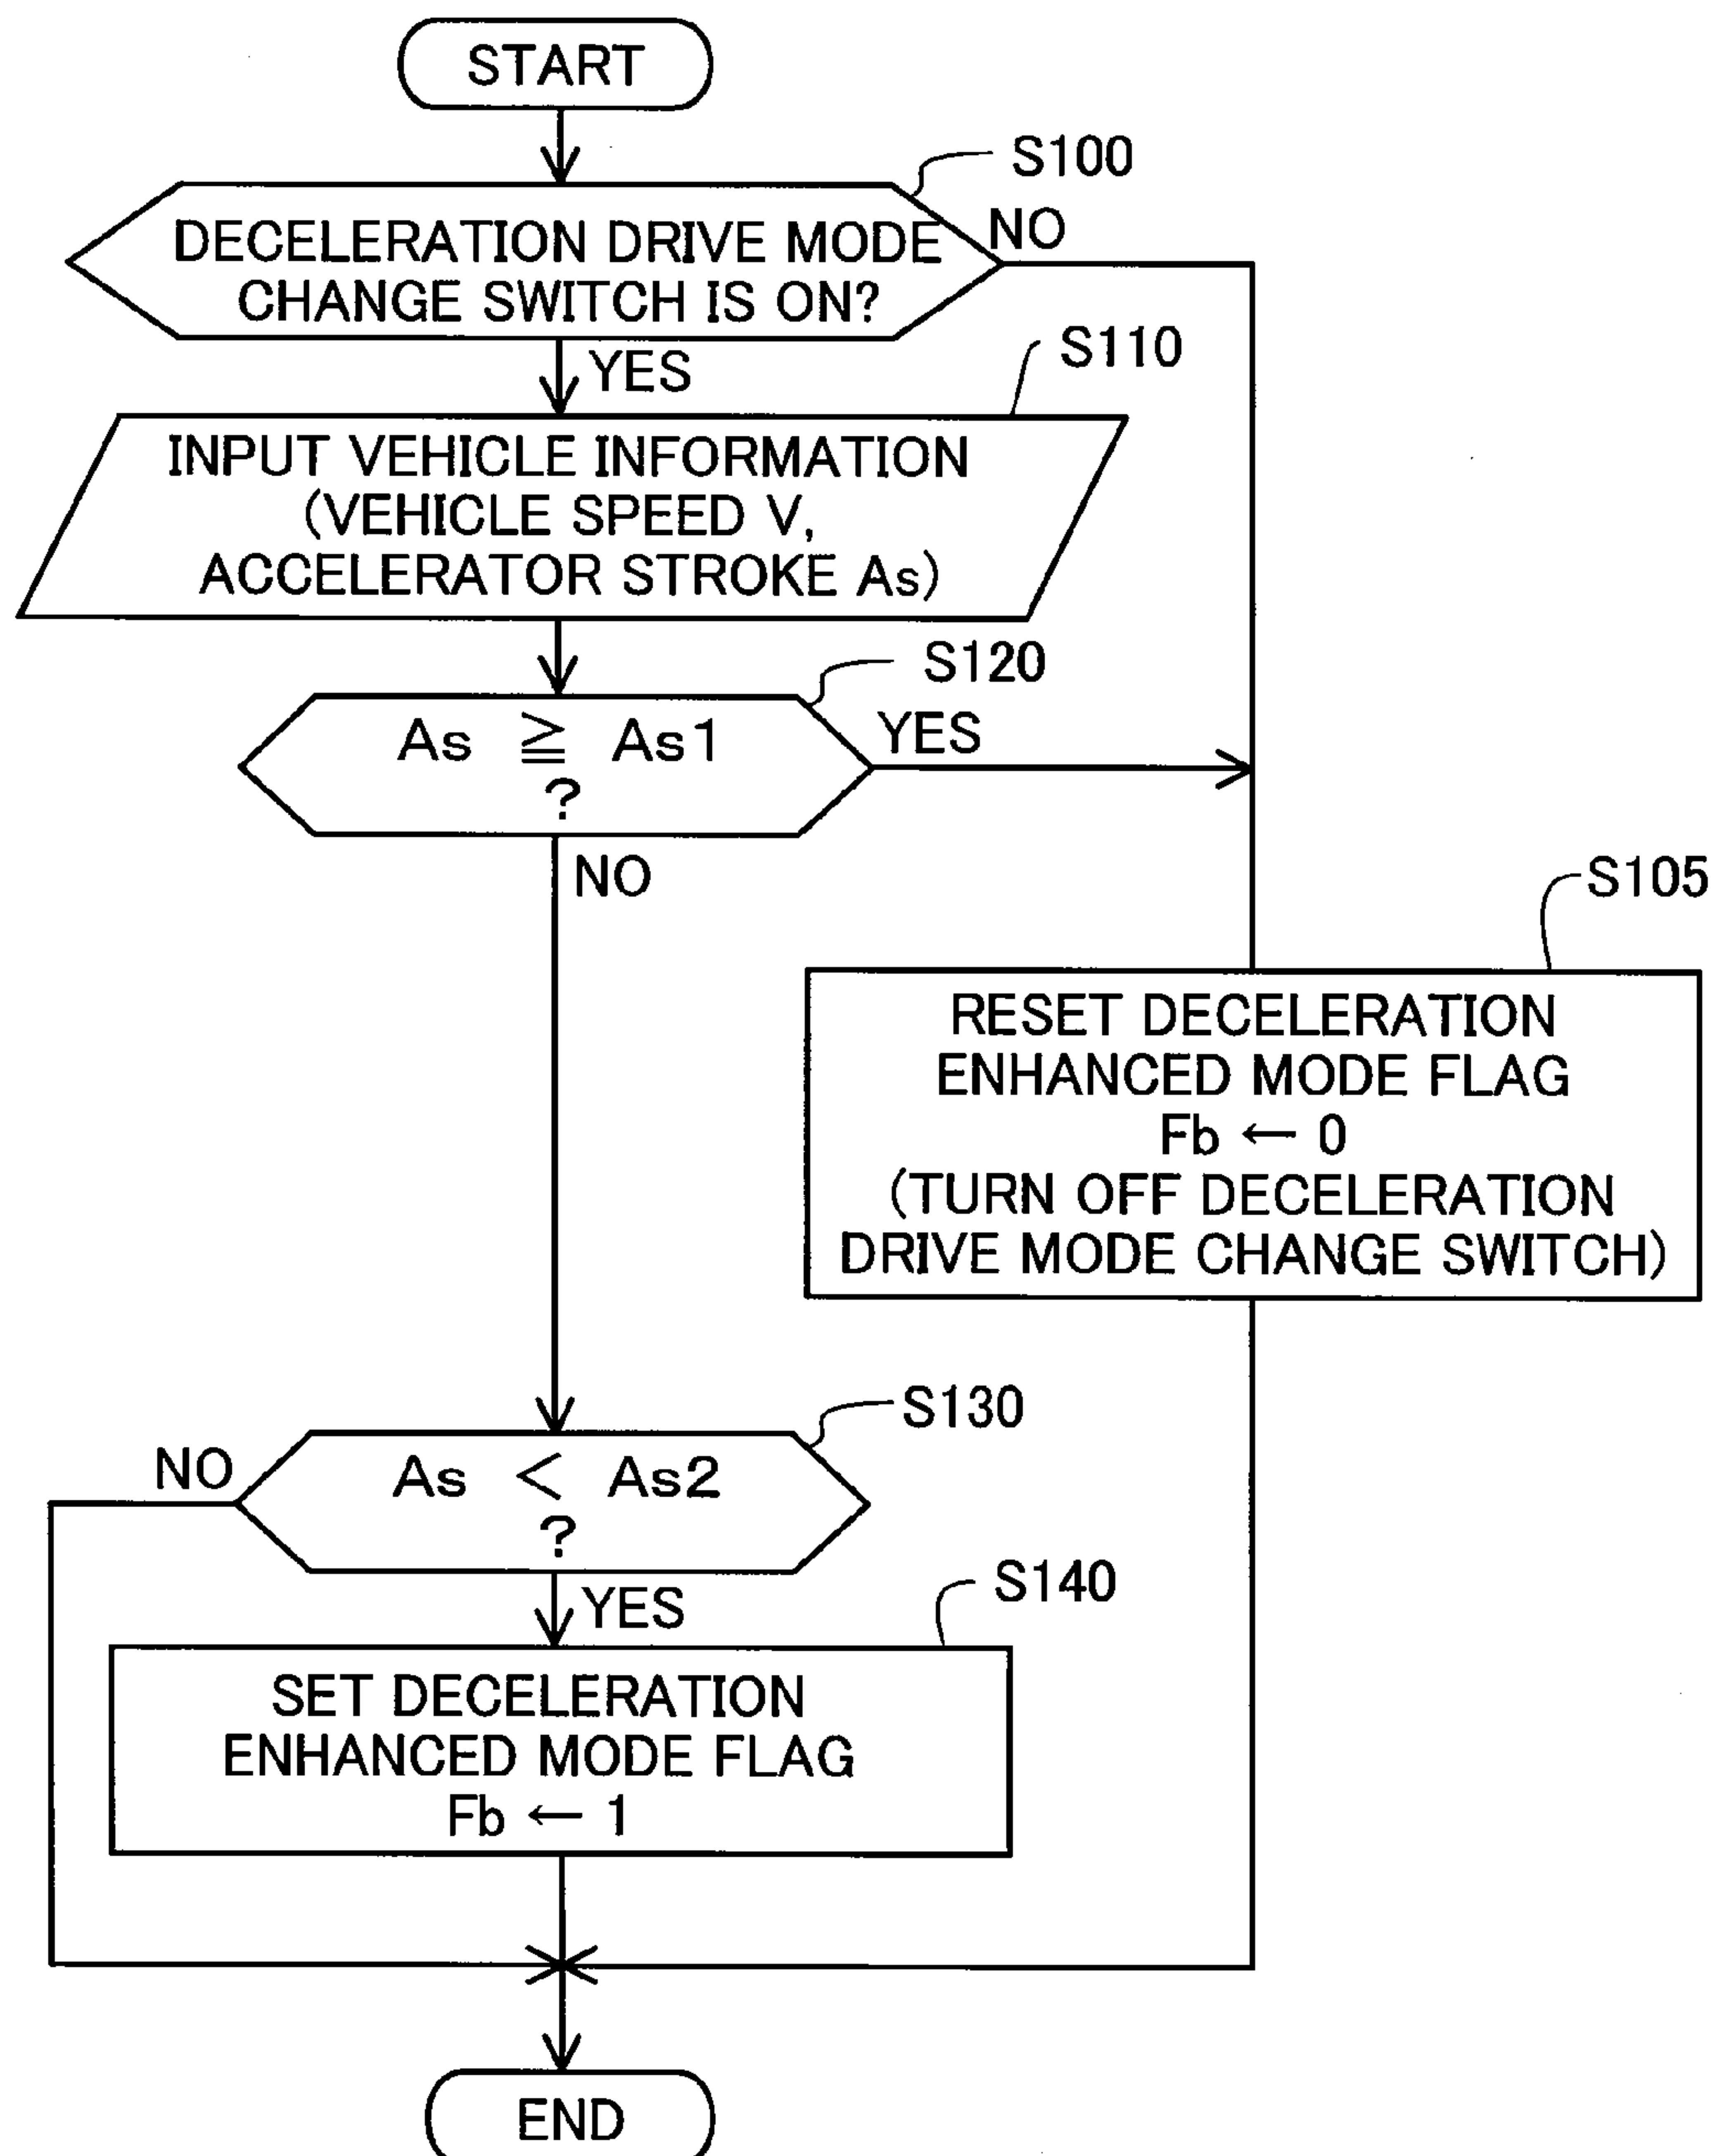 START
S100
DECELERATION DRIVE MODE
CHANGE SWITCH IS ON?
NO
YES
S110
INPUT VEHICLE INFORMATION
(VEHICLE SPEED V,
ACCELERATOR STROKE As)
S120
As ≧ As1
?
YES
NO
S105
RESET DECELERATION
ENHANCED MODE FLAG
Fb ← 0
(TURN OFF DECELERATION
DRIVE MODE CHANGE SWITCH)
S130
NO
As < As2
?
YES
S140
SET DECELERATION
ENHANCED MODE FLAG
Fb ← 1
END